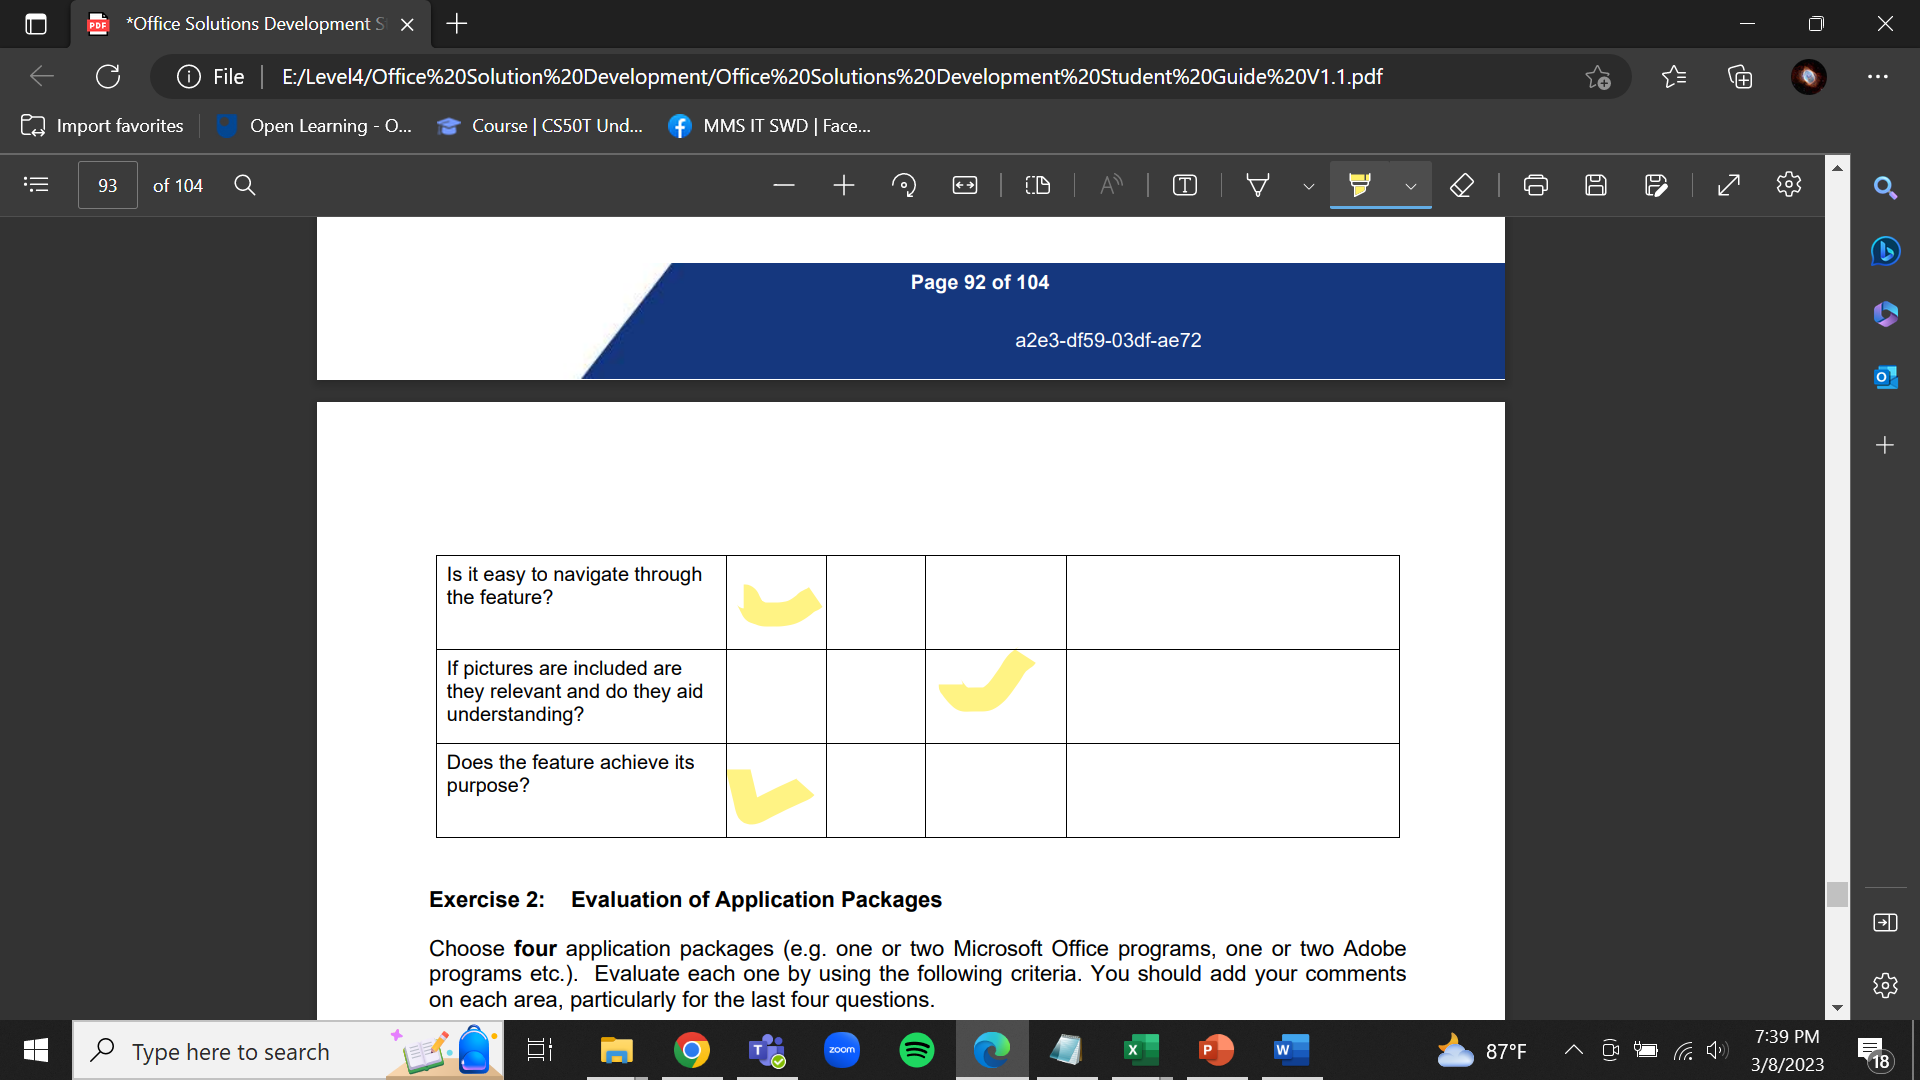 *Office Solutions Development S
File
E:/Level4/Office%20Solution%20Development/Office%20Solutions%20Development%20Student%20Guide%20V1.1.pdf
Import favorites
Open Learning - O...
Course | CS50T Und...
MMS IT SWD | Face...
93
of 104
Page 92 of 104
a2e3-df59-03df-ae72
Is it easy to navigate through
the feature?
If pictures are included are
they relevant and do they aid
understanding?
Does the feature achieve its
purpose?
Exercise 2: Evaluation of Application Packages
Choose four application packages (e.g. one or two Microsoft Office programs, one or two Adobe
programs etc.). Evaluate each one by using the following criteria. You should add your comments
on each area, particularly for the last four questions.
Type here to search
zoom
87°F
7:39 PM
3/8/2023
18